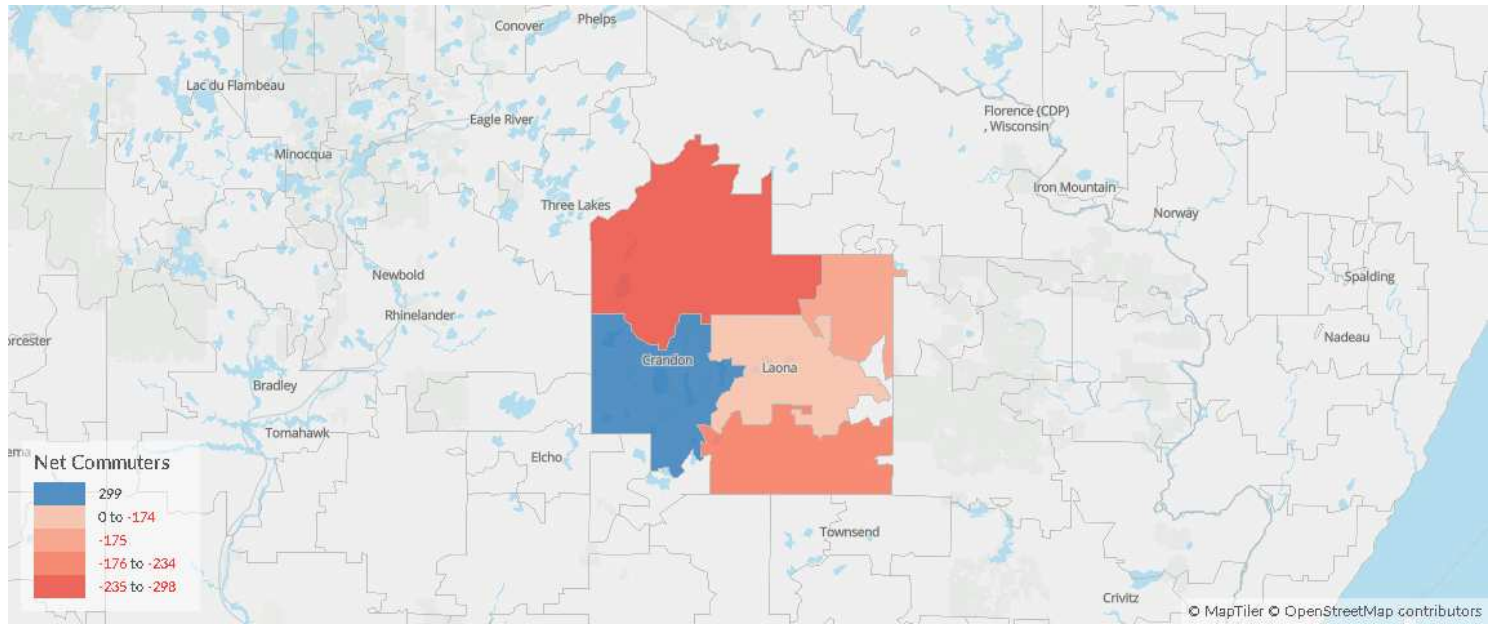 Conover
Phelps
Lac du Flambeau
Eagle River
Florence (CDP)
, Wisconsin
Minocqua
Iron Mountain
Three Lakes
Norway
Newbold
Spalding
Rhinelander
orcester
Nadeau
Crandon
Laona
Bradley
Tomahawk
ema
Elcho
Net Commuters
299
0 to -174
-175
-176 to -234
-235 to -298
Townsend
Crivitz
© MapTiler © OpenStreetMap contributors